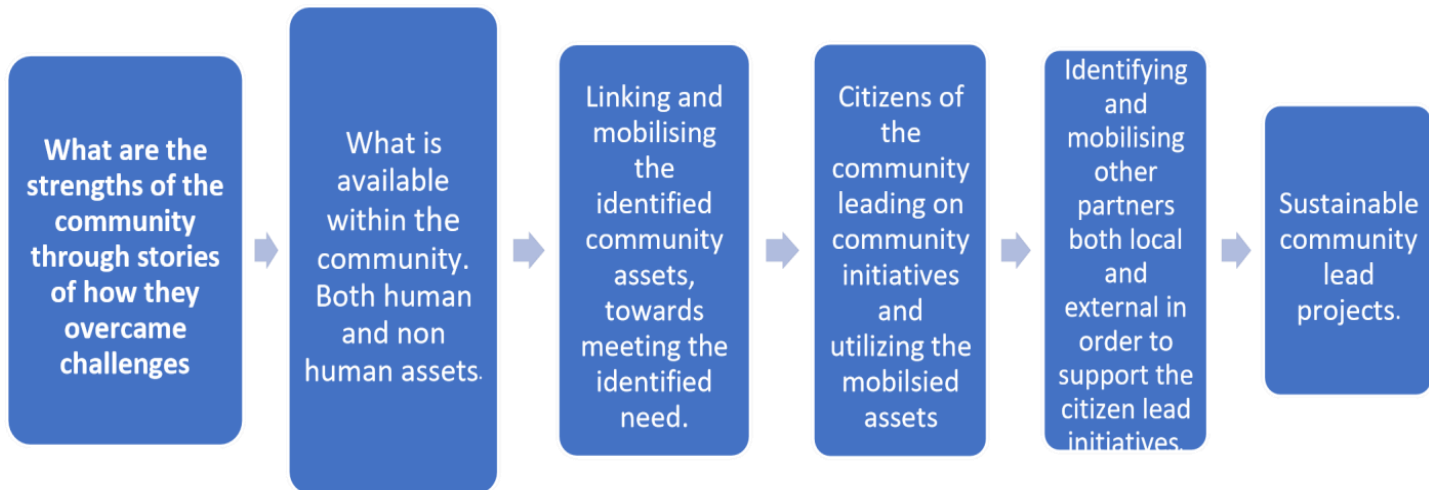 What are the
strengths of the
community
through stories
of how they
overcame
challenges
What is
available
within the
community.
Both human
and non
human assets.
Linking and
mobilising
the
identified
community
assets,
towards
meeting the
identified
need.
Citizens of
the
community
leading on
community
initiatives
and
utilizing the
mobilsied
assets
Identifying
and
mobilising
other
partners
both local
and
external in
order to
support the
citizen lead
initiatives.
Sustainable
community
lead
projects.